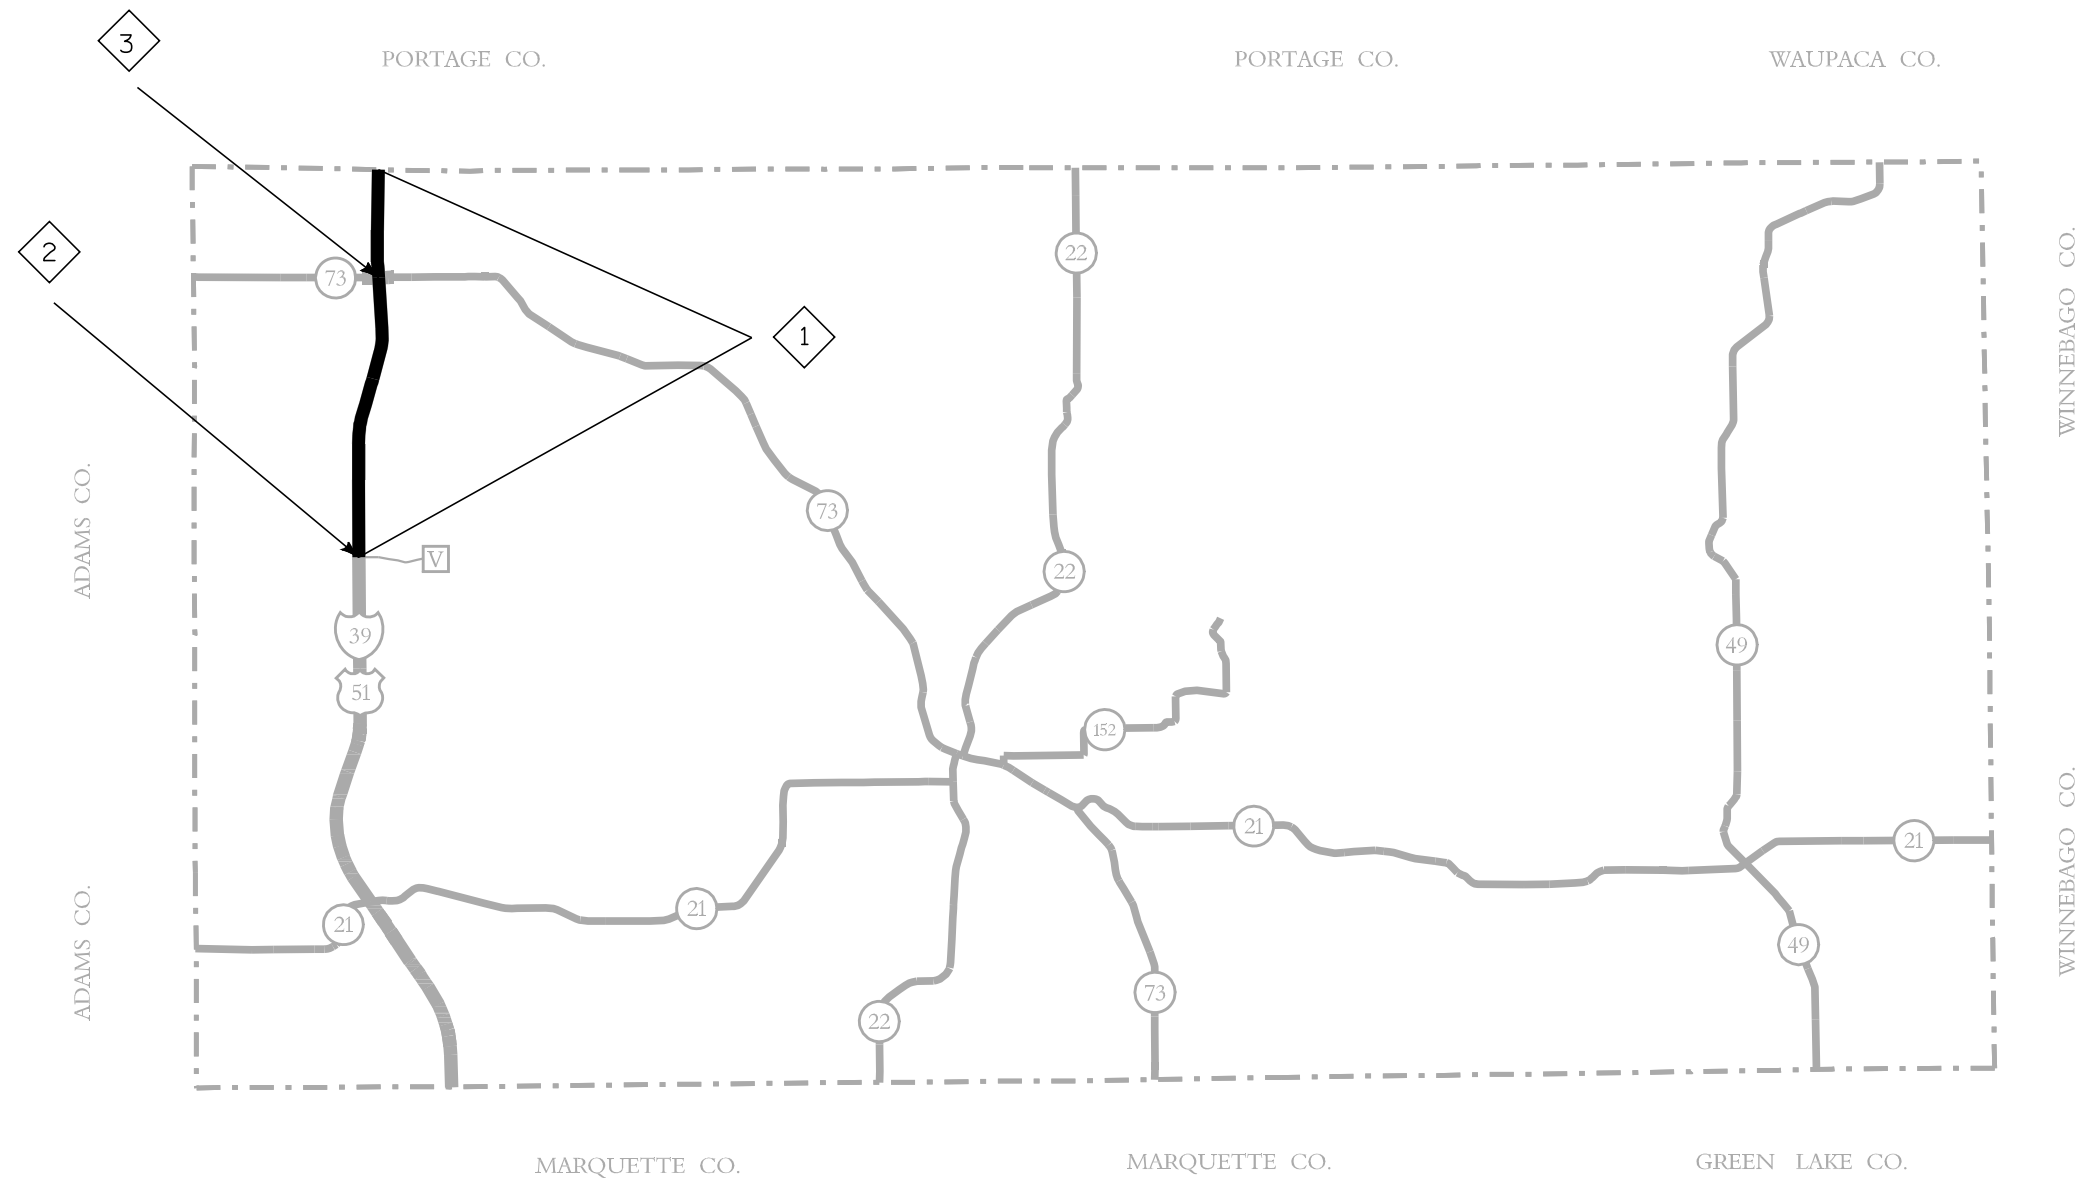 3
PORTAGE CO.
PORTAGE CO.
WAUPACA CO.
2
22
73
WINNEBAGO CO.
1
ADAMS CO.
73
V
22
39
49
51
152
21
21
WINNEBAGO CO.
21
21
ADAMS CO.
49
73
22
MARQUETTE CO.
MARQUETTE CO.
GREEN LAKE CO.